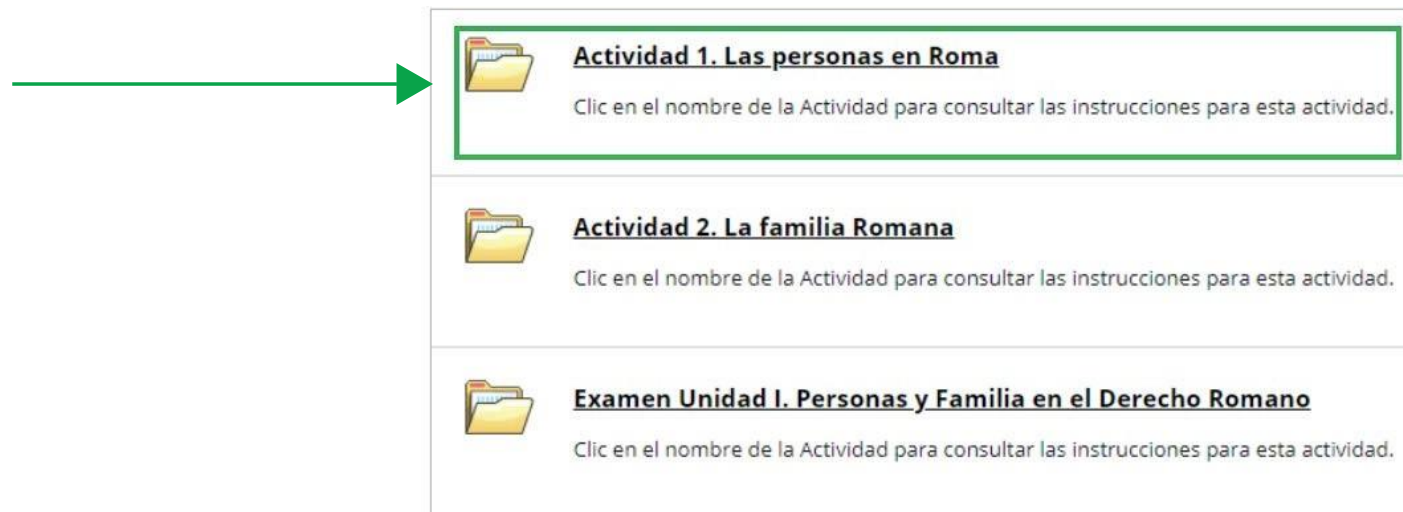 Actividad 1. Las personas en Roma
Clic en el nombre de la Actividad para consultar las instrucciones para esta actividad.
Actividad 2. La familia Romana
Clic en el nombre de la Actividad para consultar las instrucciones para esta actividad.
Examen Unidad I. Personas y Familia en el Derecho Romano
Clic en el nombre de la Actividad para consultar las instrucciones para esta actividad.